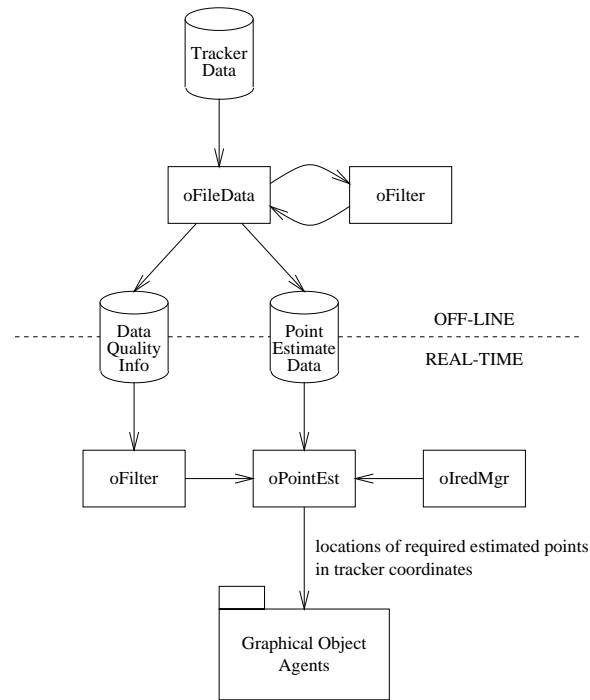 Tracker
Data
oFileData
oFilter
Data
Quality
Info
Point
Estimate
Data
OFF-LINE
REAL-TIME
oFilter
oPointEst
oIredMgr
locations of required estimated points
in tracker coordinates
Graphical Object
Agents